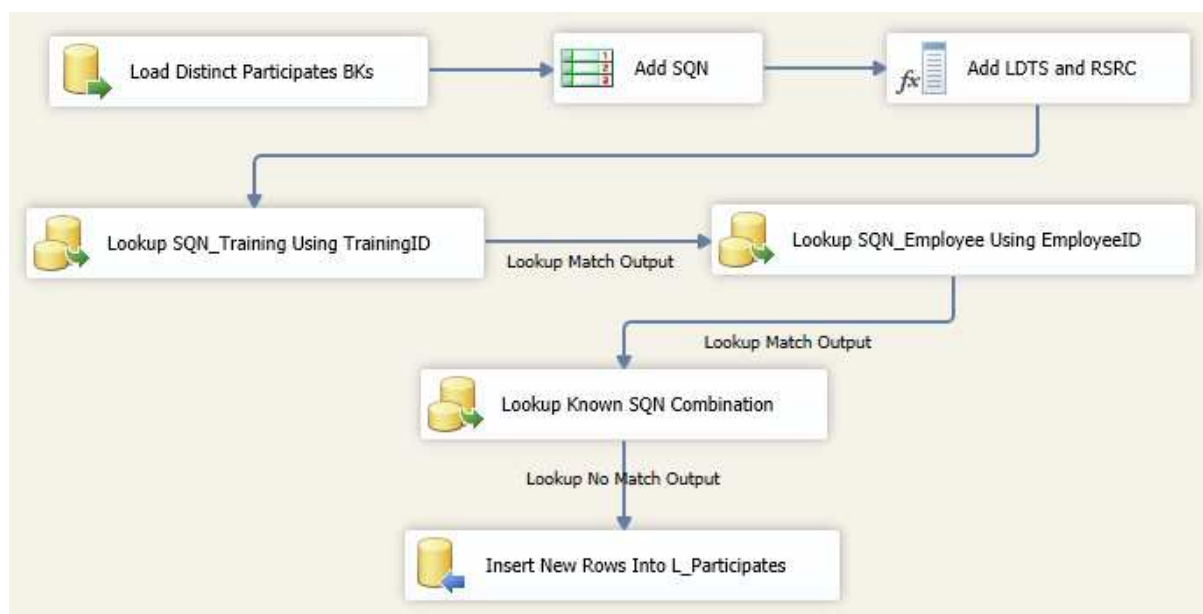 Load Distinct Participates BKs
Add SQN
Add LDTS and RSRC
Lookup SQN_Training Using TrainingID
Lookup Match Output
Lookup SQN_Employee Using EmployeeID
Lookup Match Output
Lookup Known SQN Combination
Lookup No Match Output
Insert New Rows Into L_Participates